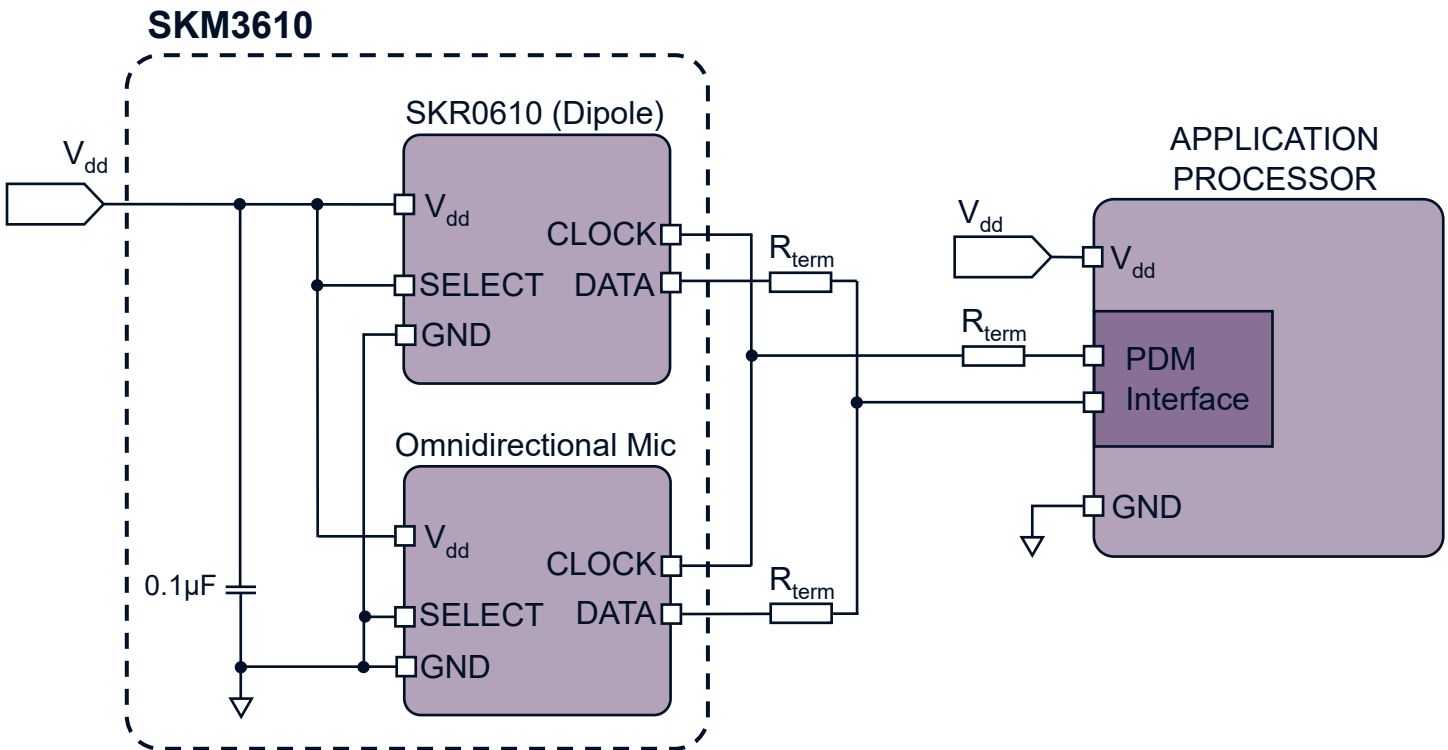 SKM3610
SKR0610 (Dipole)
Vdd
Vdd
CLOCK
SELECT
DATA
GND
Rterm
Omnidirectional Mic
Vdd
CLOCK
0.1µF
SELECT
DATA
GND
Rterm
APPLICATION
PROCESSOR
Vdd
Vdd
Rterm
PDM
Interface
GND